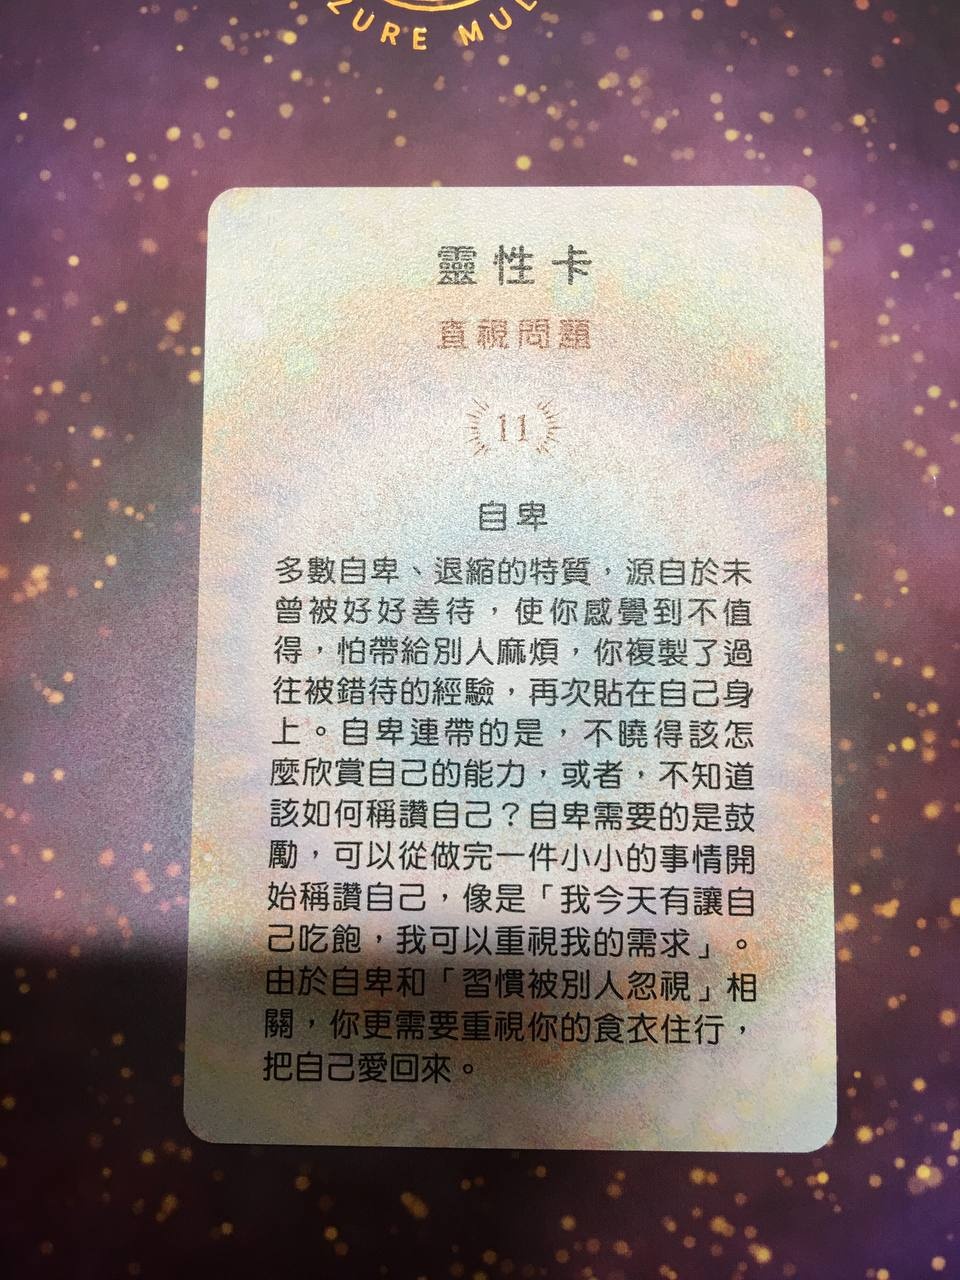 ZURE MUL
靈性卡
直視問題
11
自卑
多數自卑、退縮的特質，源自於未
曾被好好善待，使你感覺到不值
得，怕帶給別人麻煩，你複製了過
往被錯待的經驗，再次貼在自己身
上。自卑連帶的是，不曉得該怎
麼欣賞自己的能力，或者，不知道
該如何稱讚自己？自卑需要的是鼓
勵，可以從做完一件小小的事情開
始稱讚自己，像是「我今天有讓自
己吃飽，我可以重視我的需求」。
由於自卑和「習慣被別人忽視」相
關，你更需要重視你的食衣住行，
把自己愛回來。